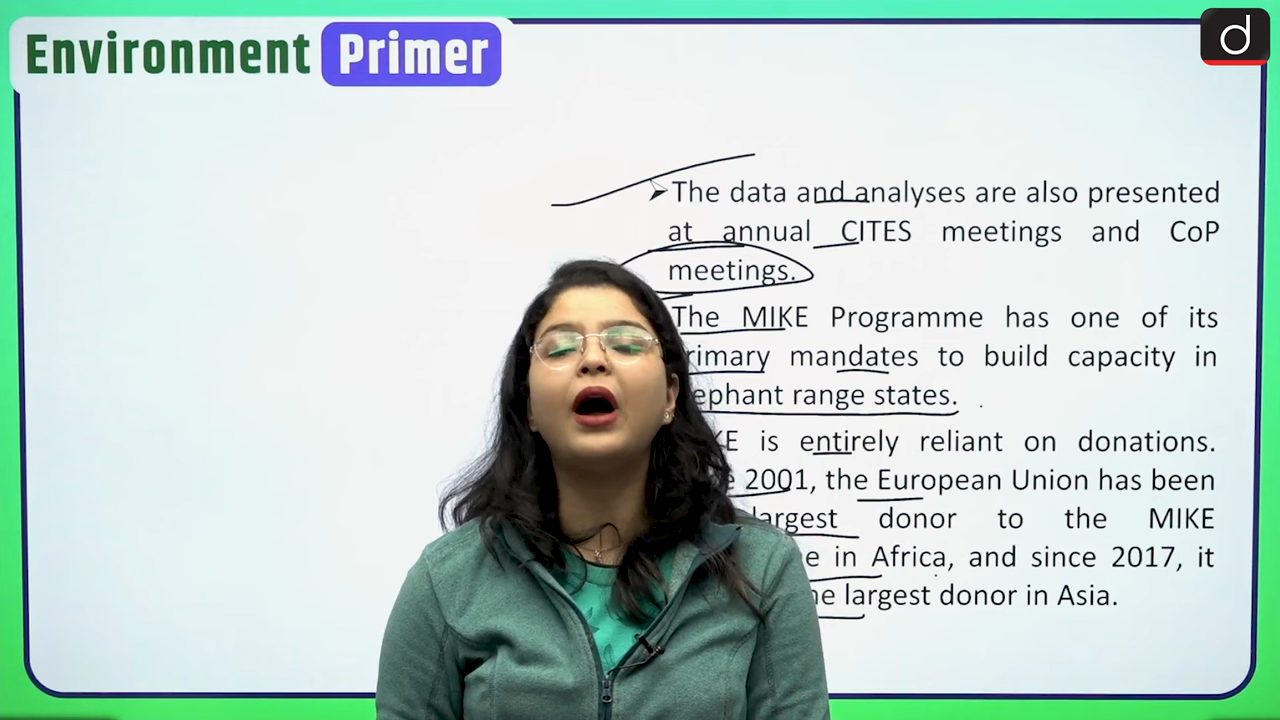 Environment Primer
d
The data and analyses are also presented
at annual CITES meetings and CoP
meetings.
The MIKE Programme has one of its
mandates to build capacity in
range states.
is entirely reliant on donations.
2001, the European Union has been
largest donor to the MIKE
in Africa, and since 2017, it
largest donor in Asia.